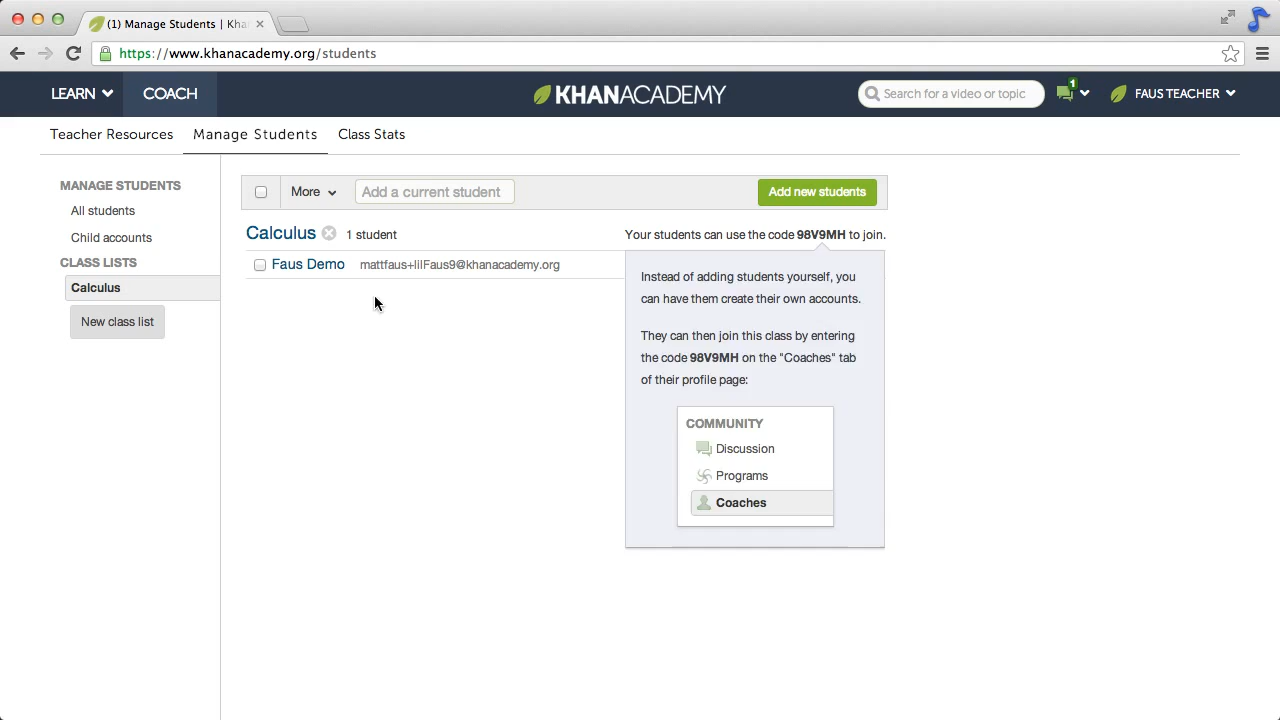 (1) Manage Students | Kha
https://www.khanacademy.org/students
LEARN
COACH
KHANACADEMY
Search for a video or topic
1
FAUS TEACHER
Teacher Resources
Manage Students
Class Stats
MANAGE STUDENTS
All students
Child accounts
CLASS LISTS
Calculus
New class list
More
Add a current student
Add new students
Calculus
1 student
Your students can use the code 98V9MH to join.
Faus Demo
mattfaus+lilFaus9@khanacademy.org
Instead of adding students yourself, you
can have them create their own accounts.
They can then join this class by entering
the code 98V9MH on the "Coaches" tab
of their profile page:
COMMUNITY
Discussion
Programs
Coaches